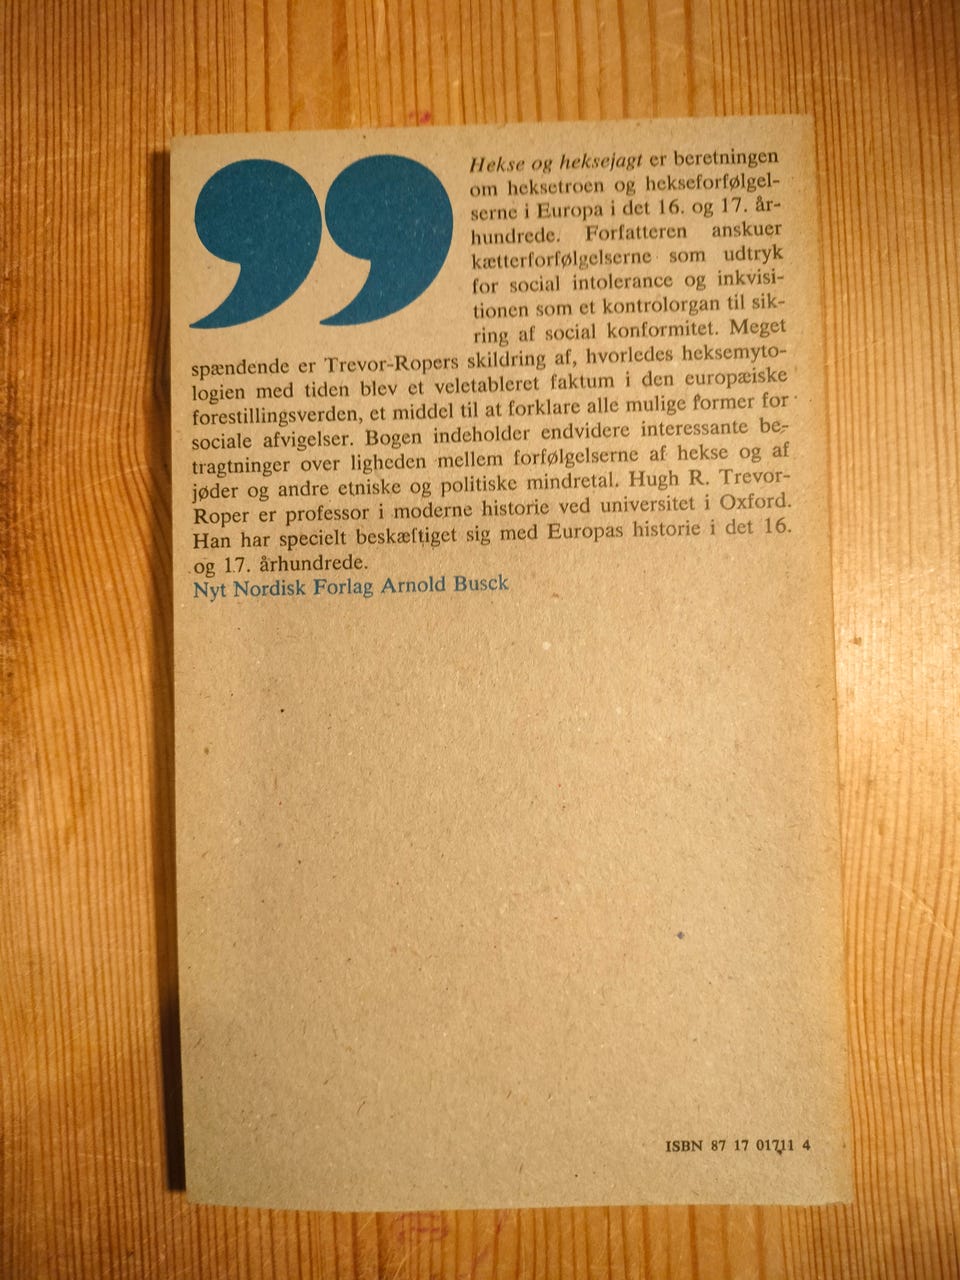 Hekse og heksejagt er beretningen
om heksetroen og hekseforfølgel-
serne i Europa i det 16. og 17. år-
hundrede. Forfatteren anskuer
kætterforfølgelserne som udtryk
for social intolerance og inkvisi-
tionen som et kontrolorgan til sik-
ring af social konformitet. Meget
spændende er Trevor-Ropers skildring af, hvorledes heksemyto-
logien med tiden blev et veletableret faktum i den europæiske
forestillingsverden, et middel til at forklare alle mulige former for
sociale afvigelser. Bogen indeholder endvidere interessante be-
tragtninger over ligheden mellem forfølgelserne af hekse og af
jøder og andre etniske og politiske mindretal. Hugh R. Trevor-
Roper er professor i moderne historie ved universitet i Oxford.
Han har specielt beskæftiget sig med Europas historie i det 16.
og 17. århundrede.
Nyt Nordisk Forlag Arnold Busck
ISBN 87 17 01711 4